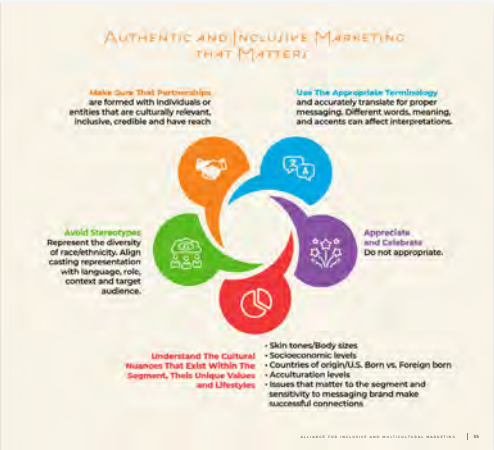 AUTHENTIC AND INCLUSIVE MARKETING
THAT MATTERS
Make Sure That Partnerships
are formed with individuals or
entities that are culturally relevant,
inclusive, credible and have reach
Use The Appropriate Terminology
and accurately translate for proper
messaging. Different words, meaning,
and accents can affect interpretations.
Avoid Stereotypes
Represent the diversity
of race/ethnicity. Align
casting representation
with language, role,
context and target
audience.
Appreciate
and Celebrate
Do not appropriate.
Understand The Cultural
Nuances That Exist Within The
Segment, Theis Unique Values
and Lifestyles
• Skin tones/Body sizes
• Socioeconomic levels
• Countries of origin/U.S. Born vs. Foreign born
• Acculturation levels
• Issues that matter to the segment and
sensitivity to messaging brand make
successful connections
ALLIANCE FOR INCLUSIVE AND MULTICULTURAL MARKETING |